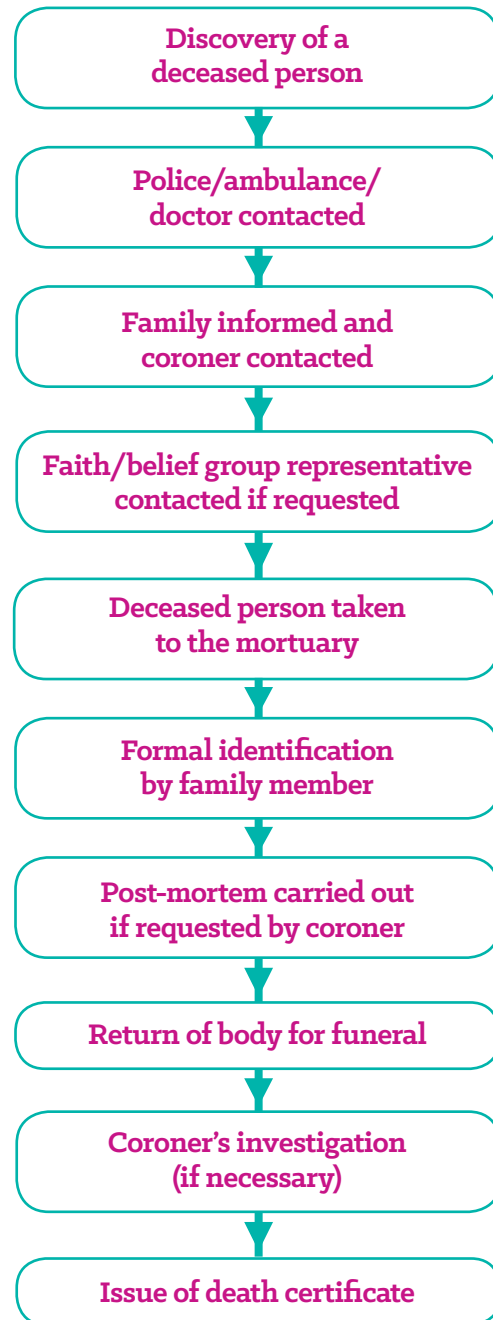 Discovery of a
deceased person
Police/ambulance/
doctor contacted
Family informed and
coroner contacted
Faith/belief group representative
contacted if requested
Deceased person taken
to the mortuary
Formal identification
by family member
Post-mortem carried out
if requested by coroner
Return of body for funeral
Coroner’s investigation
(if necessary)
Issue of death certificate